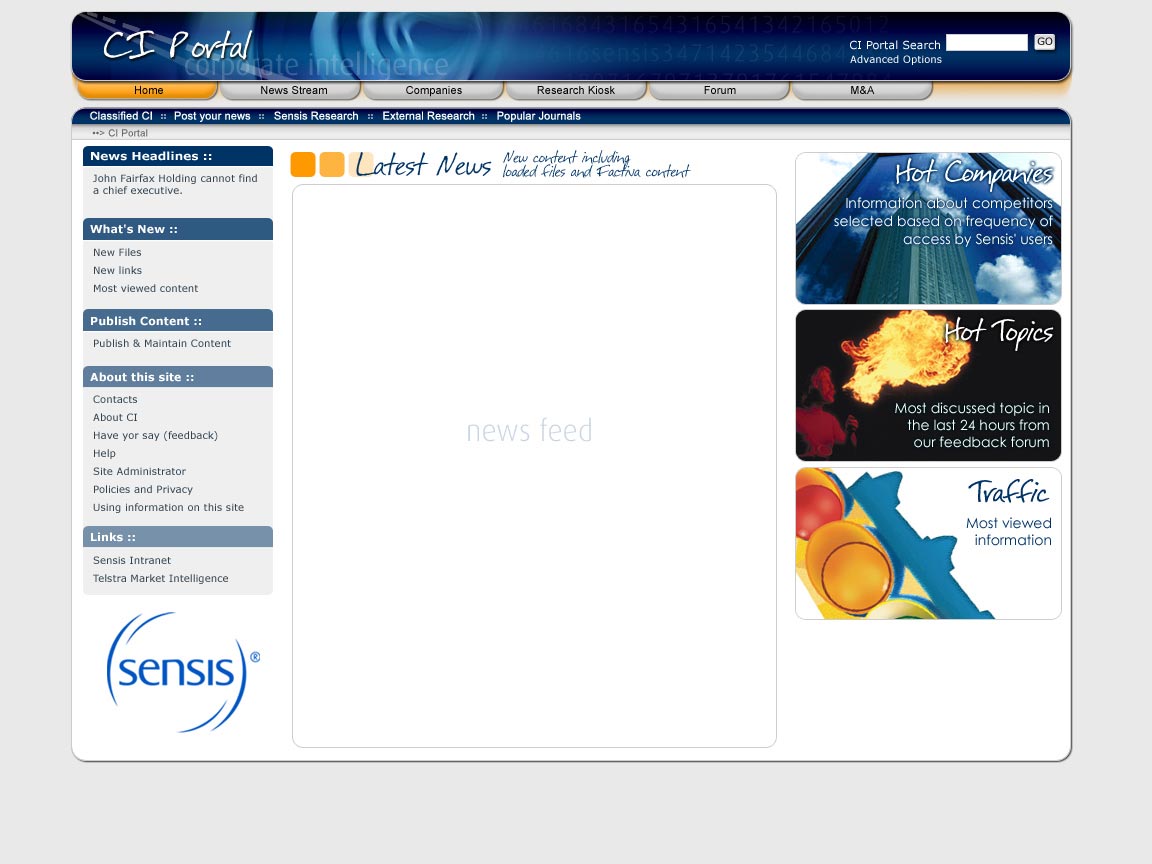 CI Portal
corporate intelligence
CI Portal Search
GO
Advanced Options
Home
News Stream
Companies
Research Kiosk
Forum
M&A
Classified CI :: Post your news :: Sensis Research :: External Research :: Popular Journals
••> CI Portal
News Headlines ::
John Fairfax Holding cannot find
a chief executive.
What's New ::
New Files
New links
Most viewed content
Publish Content ::
Publish & Maintain Content
About this site ::
Contacts
About CI
Have yor say (feedback)
Help
Site Administrator
Policies and Privacy
Using information on this site
Links ::
Sensis Intranet
Telstra Market Intelligence
sensis®
Latest News
New content including
loaded files and Factiva content
news feed
Hot Companies
Information about competitors
selected based on frequency of
access by Sensis' users
Hot Topics
Most discussed topic in
the last 24 hours from
our feedback forum
Traffic
Most viewed
information